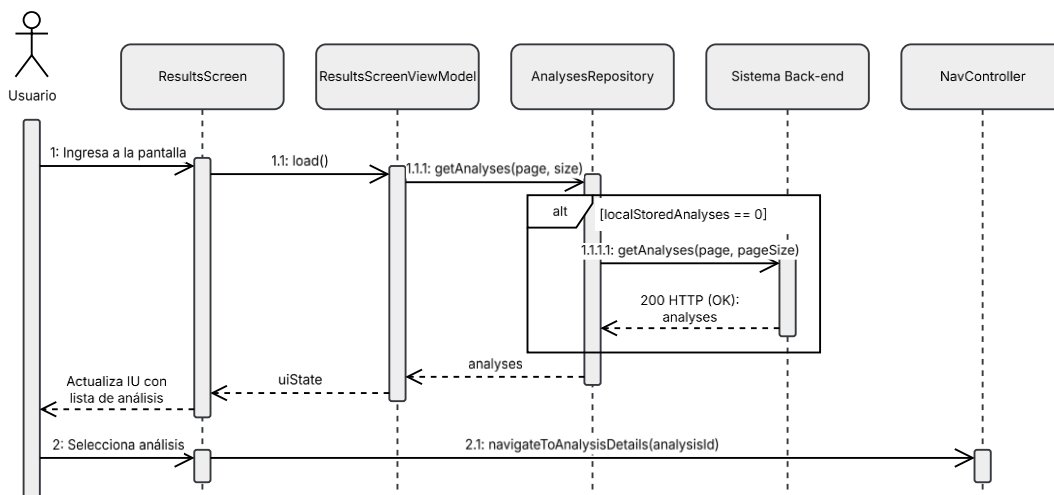 Usuario
ResultsScreen
ResultsScreenViewModel
AnalysesRepository
Sistema Back-end
NavController
1: Ingresa a la pantalla
1.1: load()
1.1.1: getAnalyses(page, size)
alt
[localStoredAnalyses == 0]
1.1.1.1: getAnalyses(page, pageSize)
200 HTTP (OK):
analyses
analyses
uiState
Actualiza IU con
lista de análisis
2: Selecciona análisis
2.1: navigateToAnalysisDetails(analysisId)